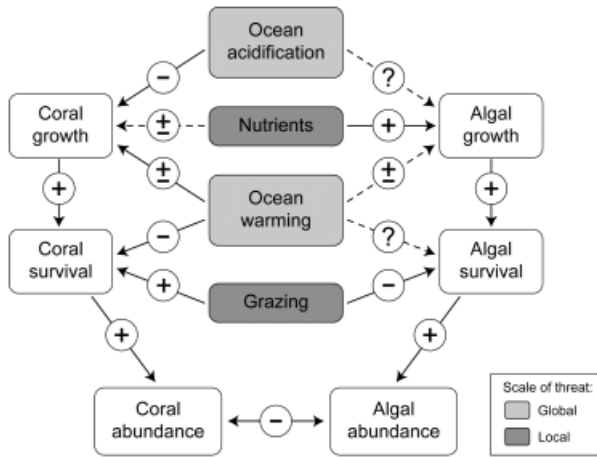 Ocean
acidification
−
?
Coral
growth
±
Nutrients
+
Algal
growth
±
±
+
Ocean
warming
+
−
?
Coral
survival
+
Grazing
−
Algal
survival
+
+
Coral
abundance
−
Algal
abundance
Scale of threat:
Global
Local